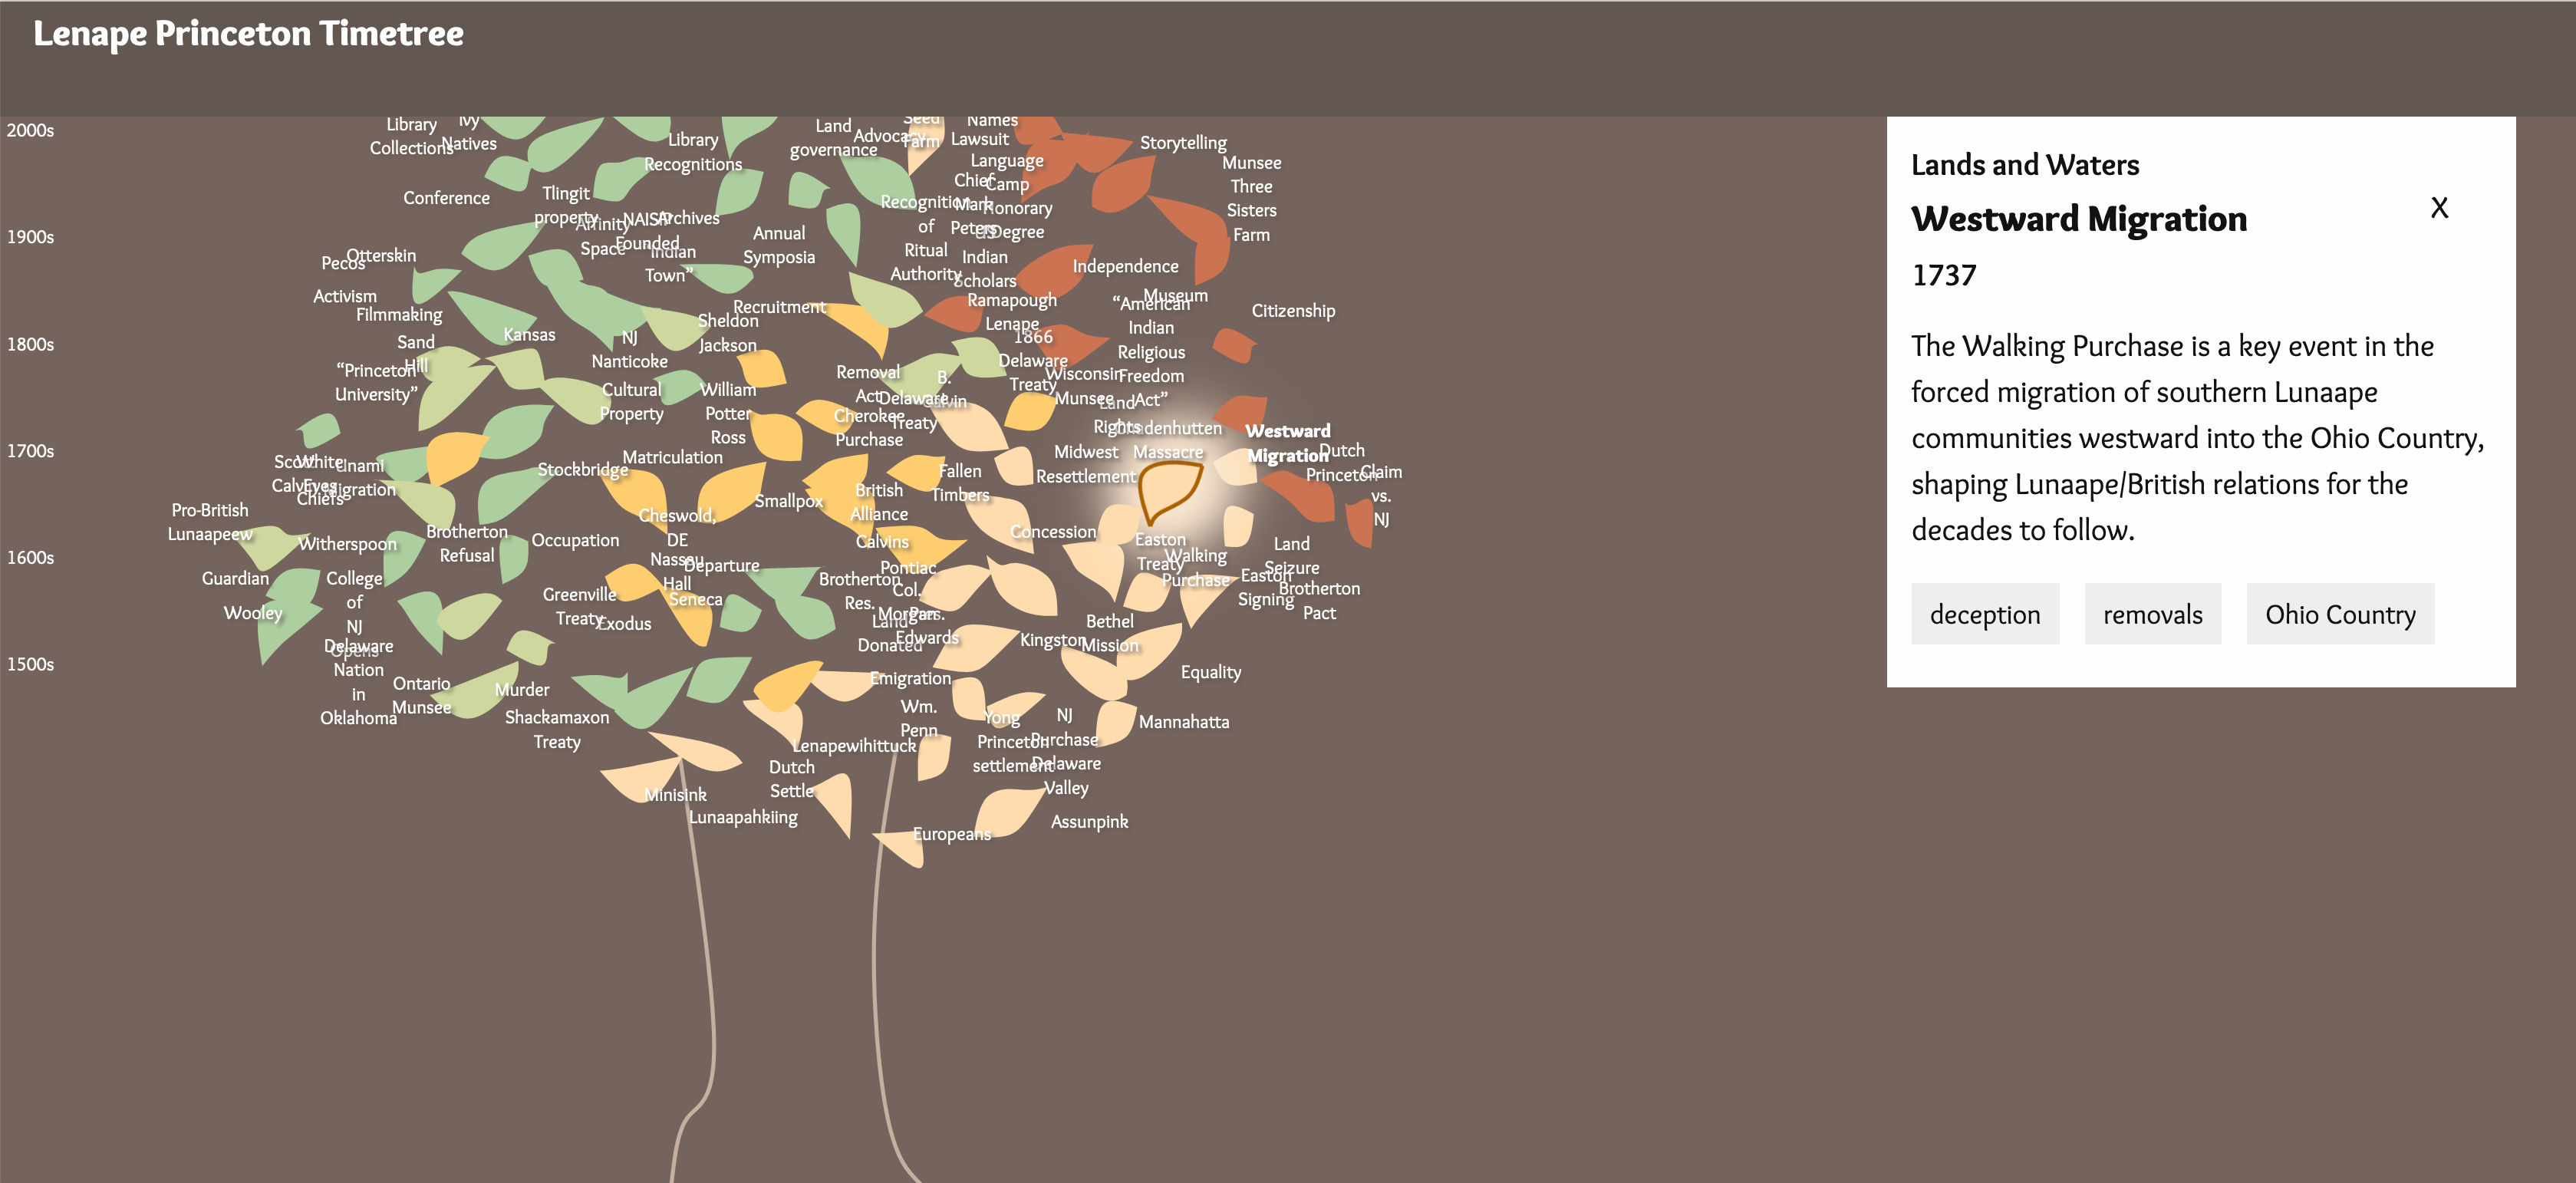 Lenape Princeton Timetree
2000s
1900s
1800s
1700s
1600s
1500s
Library
Collections
Ivy
Natives
Conference
Library
Recognitions
Tlingit
property
Affinity
Space
NAISIP
Founded
Archives
"Indian
Town”
Annual
Symposia
Land
governance
Advocacy
Seed
Farm
Names
Lawsuit
Language
Camp
Chief
Mark
Peters
Honorary
Degree
Recognition
of
Ritual
Authority
Indian
Scholars
Storytelling
Munsee
Three
Sisters
Farm
Independence
Museum
“American
Indian
Religious
Freedom
Act”
Citizenship
Otterskin
Pecos
Activism
Filmmaking
Sand
Hill
“Princeton
University”
Kansas
NJ
Nanticoke
Cultural
Property
Recruitment
Sheldon
Jackson
William
Potter
Ross
Ramapough
Lenape
1866
Delaware
Treaty
Wisconsin
Munsee
Land
Rights
Removal
Act
B.
Calvin
Delaware
Treaty
Cherokee
Purchase
Gnadenhutten
Massacre
Midwest
Resettlement
Westward
Migration
Dutch
Princeton
Claim
vs.
NJ
Scott
Calvin
White
Eyes
Chiefs
Unami
Migration
Stockbridge
Matriculation
Smallpox
British
Alliance
Calvins
Fallen
Timbers
Concession
Pro-British
Lunaapeew
Witherspoon
Brotherton
Refusal
Occupation
Cheswold,
DE
Nassau
Hall
Departure
Seneca
Guardian
Wooley
College
of
NJ
Opens
Delaware
Nation
in
Oklahoma
Greenville
Treaty
Exodus
Brotherton
Res.
Pontiac
Col.
Morgan
Pres.
Edwards
Land
Donated
Easton
Treaty
Walking
Purchase
Land
Seizure
Easton
Signing
Brotherton
Pact
Kingston
Bethel
Mission
Equality
Ontario
Munsee
Murder
Shackamaxon
Treaty
Emigration
Wm.
Penn
Yong
Princeton
settlement
NJ
Purchase
Mannahatta
Delaware
Valley
Lenapewihittuck
Dutch
Settle
Minisink
Lunaapahkiing
Europeans
Assunpink
Lands and Waters
Westward Migration
X
1737
The Walking Purchase is a key event in the
forced migration of southern Lunaape
communities westward into the Ohio Country,
shaping Lunaape/British relations for the
decades to follow.
deception
removals
Ohio Country